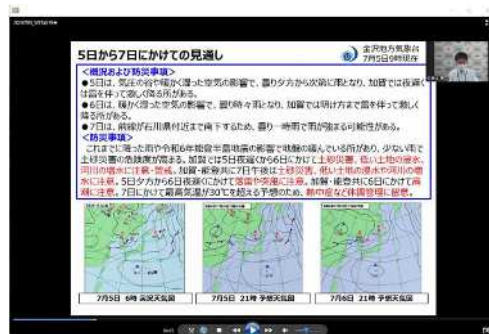 5日から7日にかけての見通し
金沢地方気象台
7月5日9時現在
＜概況および防災事項＞
●5日は、気圧の谷や暖かく湿った空気の影響で、曇り夕方から次第に雨となり、加賀では夜遅く
は雷を伴って激しく降る所がある。
●6日は、暖かく湿った空気の影響で、曇り時々雨となり、加賀では明け方まで雷を伴って激しく
降る所がある。
●7日は、前線が石川県付近まで南下するため、曇り一時雨で雨が強まる可能性がある。
＜防災事項＞
これまでに降った雨や令和6年能登半島地震の影響で地盤の緩んでいる所があり、少ない雨で
土砂災害の危険度が高まる。加賀では5日夜遅くから6日にかけて土砂災害、低い土地の浸水、
河川の増水に注意・警戒。加賀・能登共に7日午後は土砂災害、低い土地の浸水や河川の増
水に注意。5日夕方から6日夜遅くにかけて落雷や突風に注意。加賀・能登共に6日にかけて高
潮に注意。7日にかけて最高気温が30℃を超える予想のため、熱中症など体調管理に留意。
7月5日 6時 実況天気図
7月5日 21時 予想天気図
7月6日 21時 予想天気図